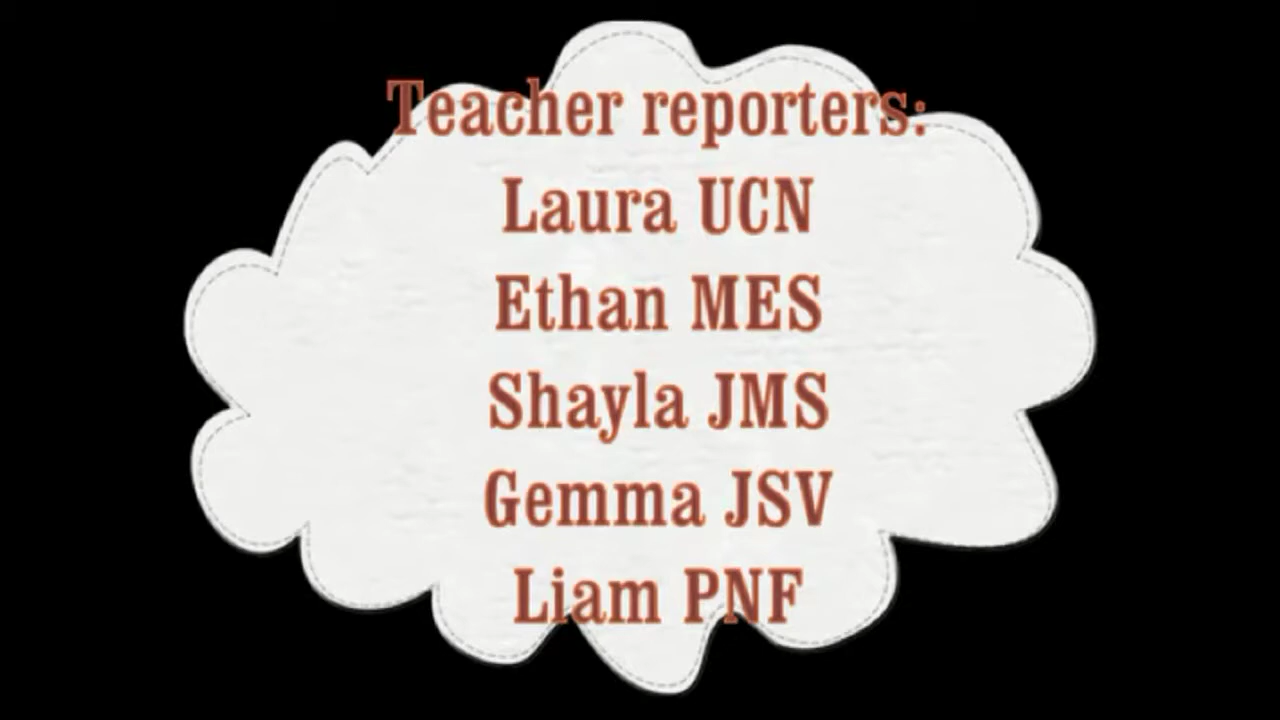 Teacher reporters:
Laura UCN
Ethan MES
Shayla JMS
Gemma JSV
Liam PNF